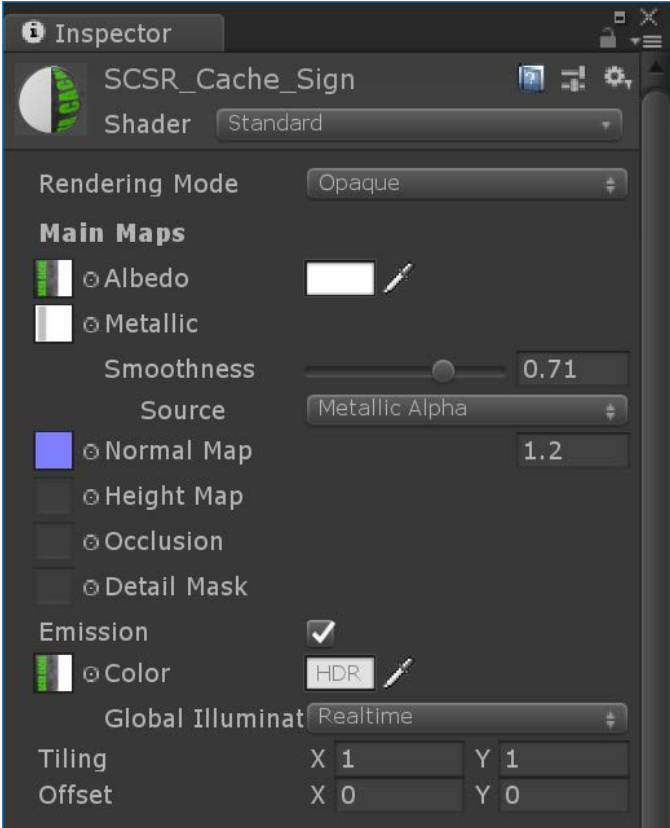 Inspector
SCSR_Cache_Sign
Shader Standard
Rendering Mode Opaque
Main Maps
Albedo
Metallic
Smoothness 0.71
Source Metallic Alpha
Normal Map 1.2
Height Map
Occlusion
Detail Mask
Emission
Color HDR
Global Illuminat Realtime
Tiling X 1 Y 1
Offset X 0 Y 0